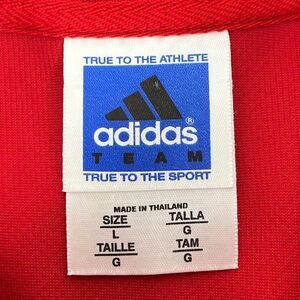 TRUE TO THE ATHLETE
adidas®
TEAM
TRUE TO THE SPORT
MADE IN THAILAND
SIZE TALLA
L G
TAILLE TAM
G G